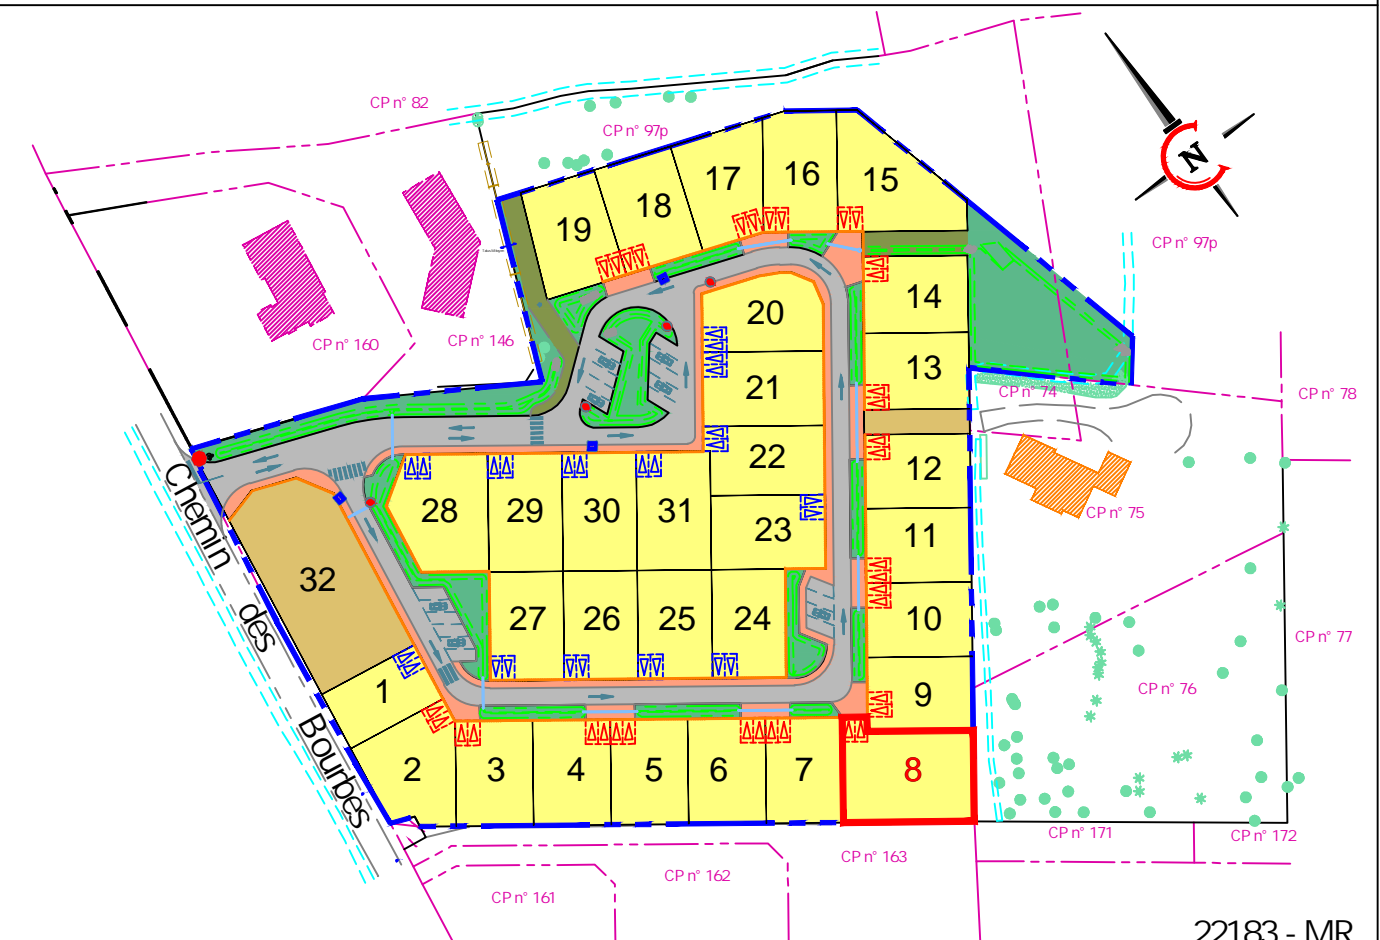 CP n° 82
CP n° 97p
N
CP n° 97p
CP n° 160
CP n° 146
19
18
17
16
15
14
13
20
21
22
23
12
11
10
9
28
29
30
31
27
26
25
24
32
1
2
3
4
5
6
7
8
CP n° 74
CP n° 78
CP n° 75
CP n° 77
CP n° 76
Chemin
des
Bourbes
CP n° 171
CP n° 172
CP n° 163
CP n° 162
CP n° 161
22183 - MR